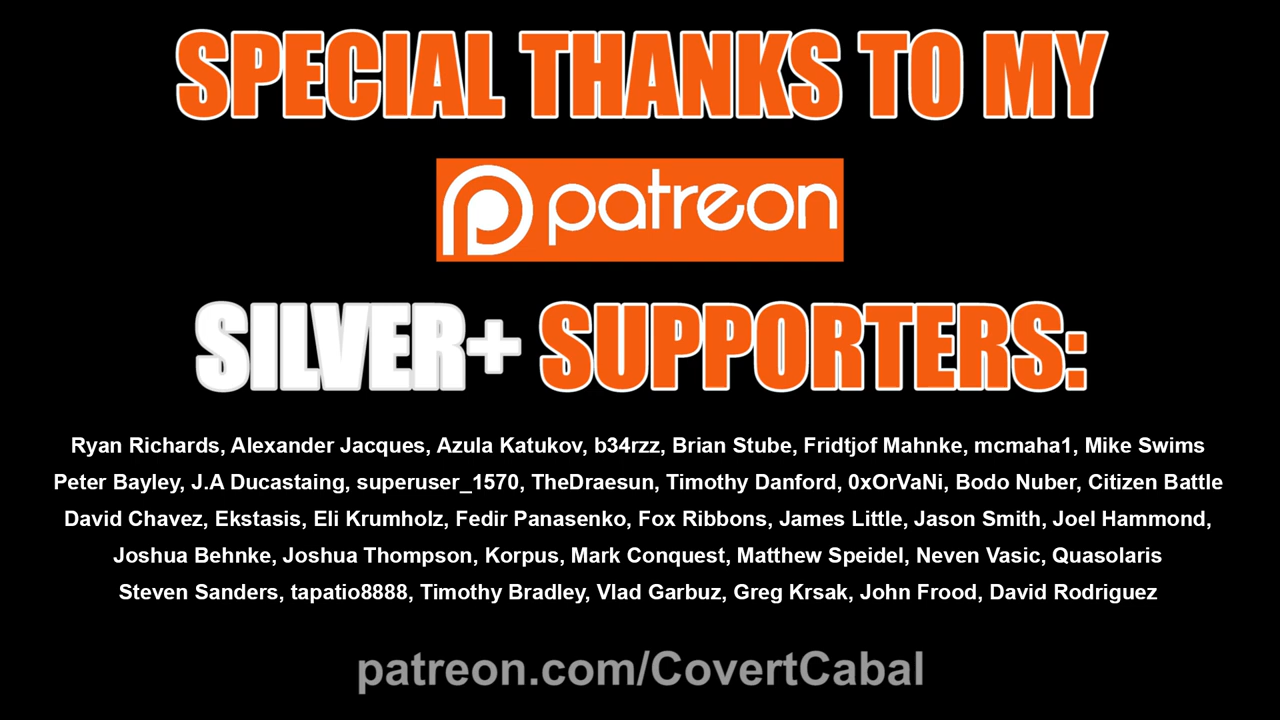 SPECIAL THANKS TO MY
patreon
SILVER+ SUPPORTERS:
Ryan Richards, Alexander Jacques, Azula Katukov, b34rzz, Brian Stube, Fridtjof Mahnke, mcmaha1, Mike Swims
Peter Bayley, J.A Ducastaing, superuser_1570, TheDraesun, Timothy Danford, 0xOrVaNi, Bodo Nuber, Citizen Battle
David Chavez, Ekstasis, Eli Krumholz, Fedir Panasenko, Fox Ribbons, James Little, Jason Smith, Joel Hammond,
Joshua Behnke, Joshua Thompson, Korpus, Mark Conquest, Matthew Speidel, Neven Vasic, Quasolaris
Steven Sanders, tapatio8888, Timothy Bradley, Vlad Garbuz, Greg Krsak, John Frood, David Rodriguez
patreon.com/CovertCabal